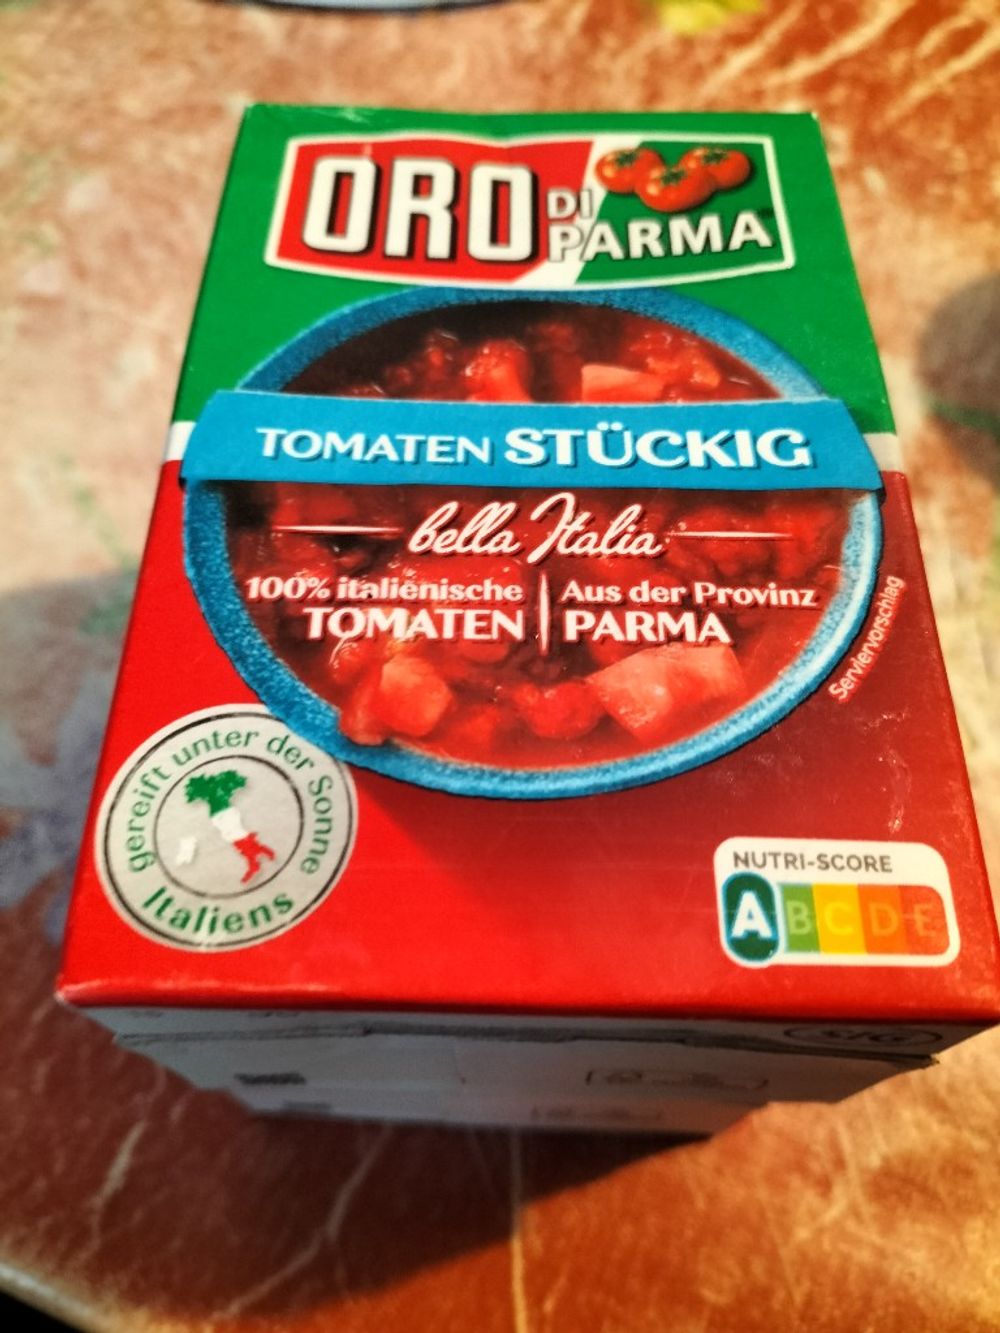 ORO DI PARMA
TOMATEN STÜCKIG
bella Italia
100% italienische TOMATEN
Aus der Provinz PARMA
Serviervorschlag
gereift unter der Sonne Italiens
NUTRI-SCORE
A B C D E